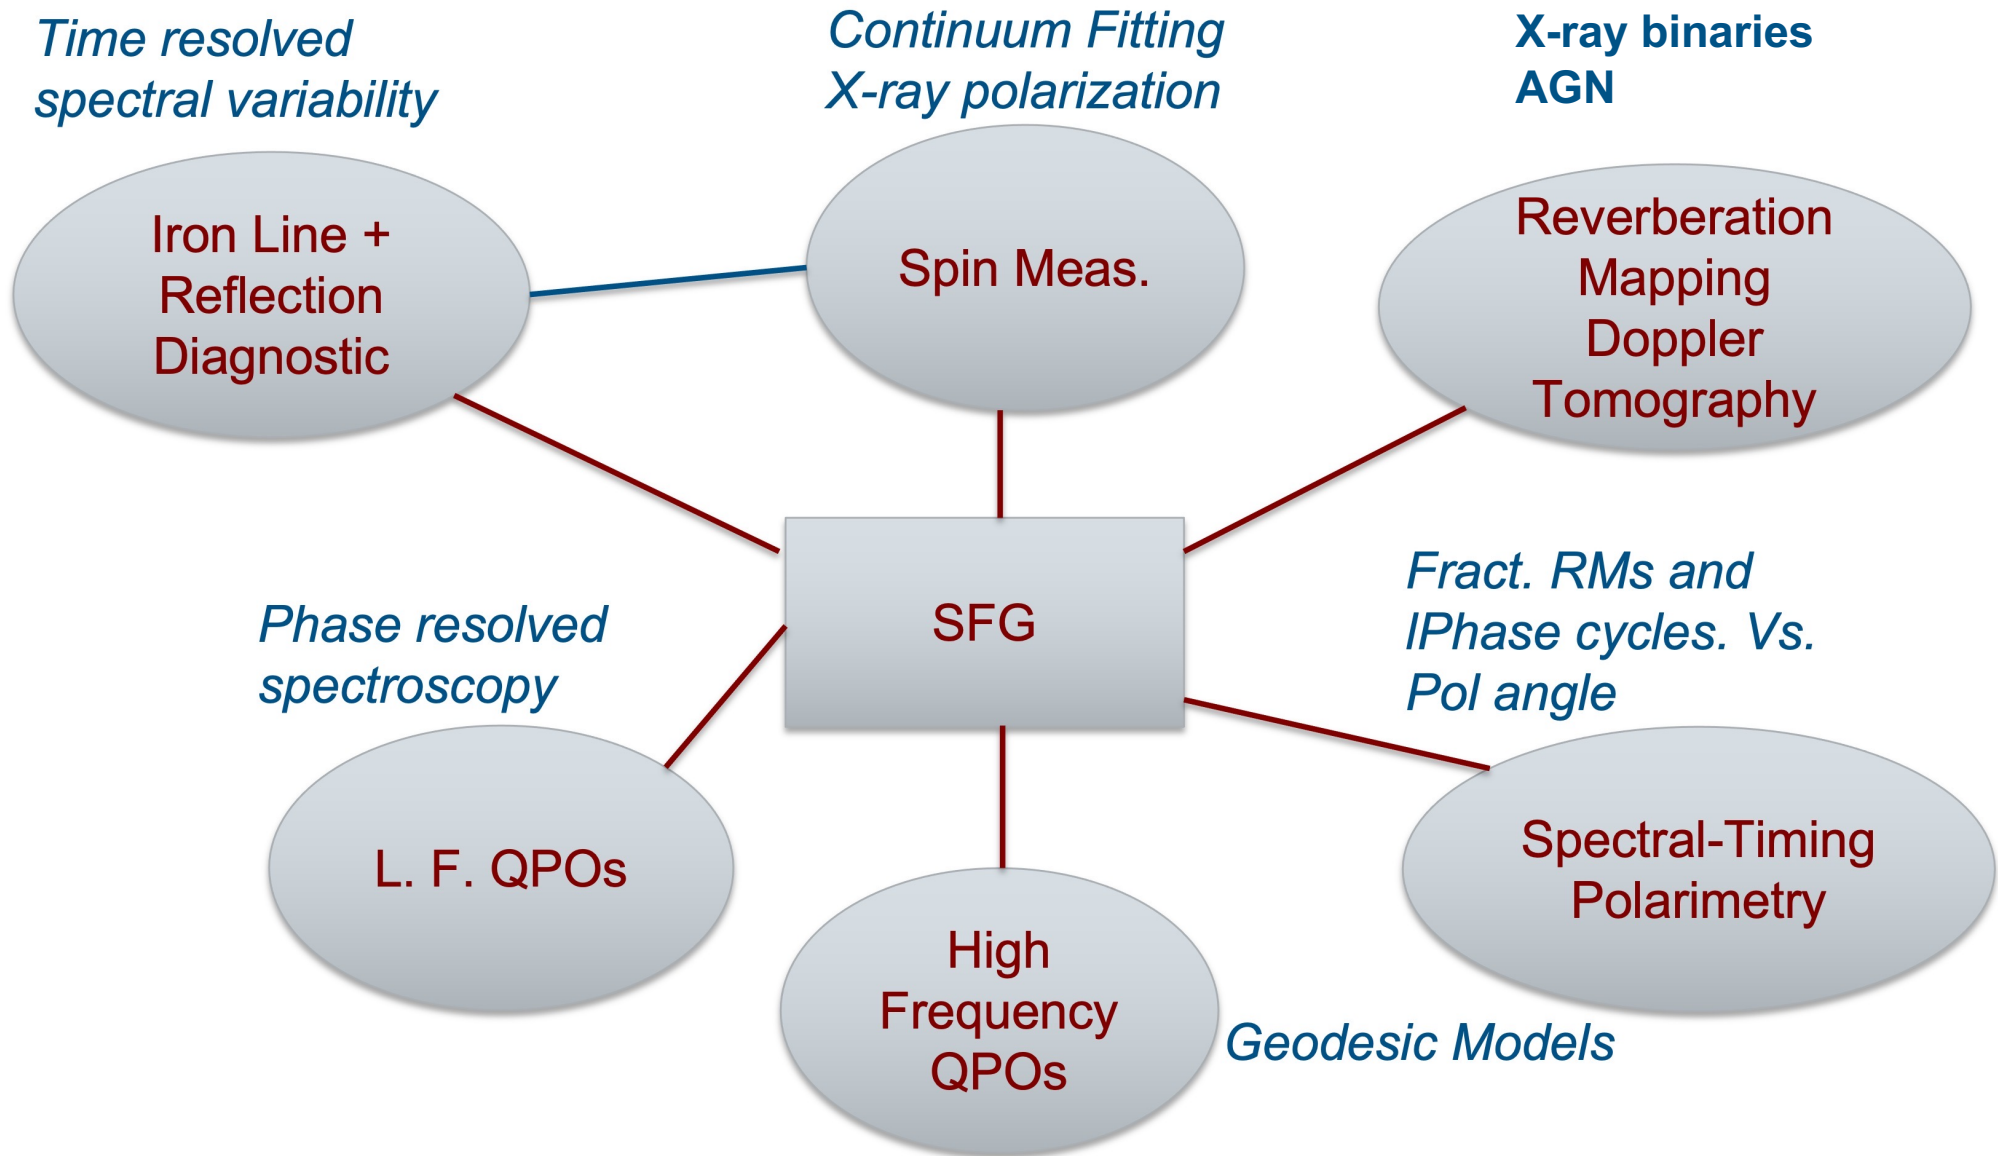 Time resolved
spectral variability
Continuum Fitting
X-ray polarization
X-ray binaries
AGN
Iron Line +
Reflection
Diagnostic
Spin Meas.
Reverberation
Mapping
Doppler
Tomography
SFG
Phase resolved
spectroscopy
Fract. RMs and
lPhase cycles. Vs.
Pol angle
L. F. QPOs
High
Frequency
QPOs
Geodesic Models
Spectral-Timing
Polarimetry